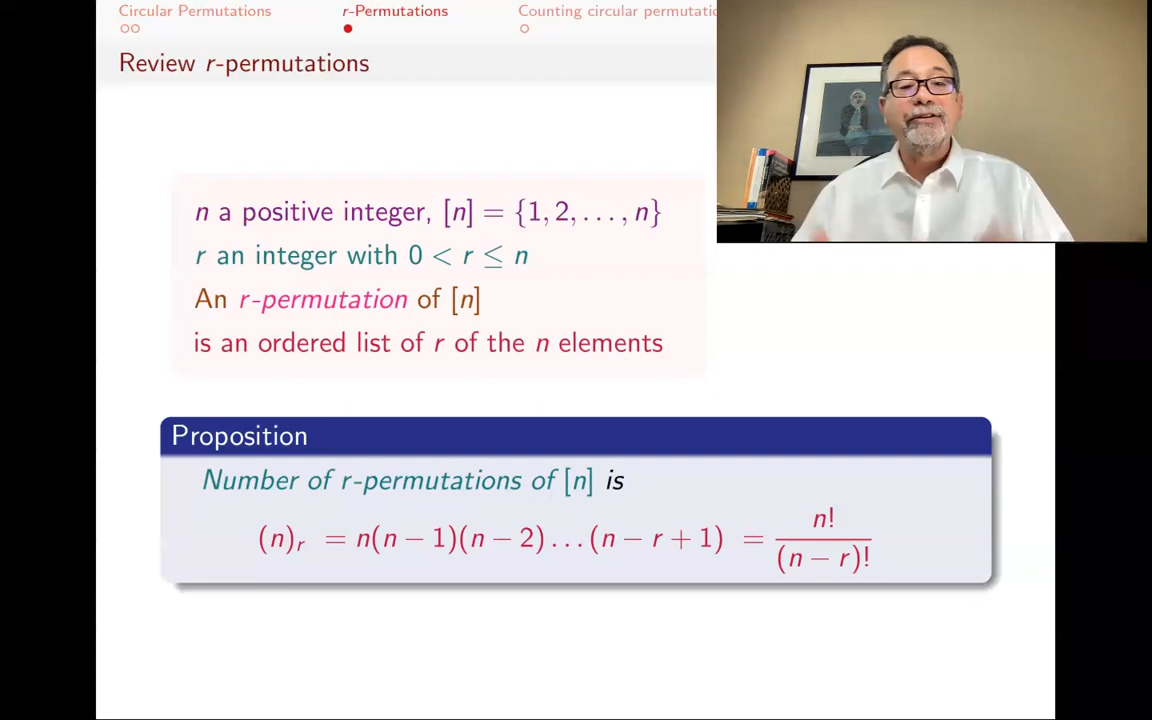 Circular Permutations r-Permutations Counting circular permutatio
Review r-permutations
n a positive integer, [n] = {1, 2, . . . , n}
r an integer with 0 < r ≤ n
An r-permutation of [n]
is an ordered list of r of the n elements
Proposition
Number of r-permutations of [n] is
(n)ᵣ = n(n − 1)(n − 2) . . . (n − r + 1) = n! / (n − r)!